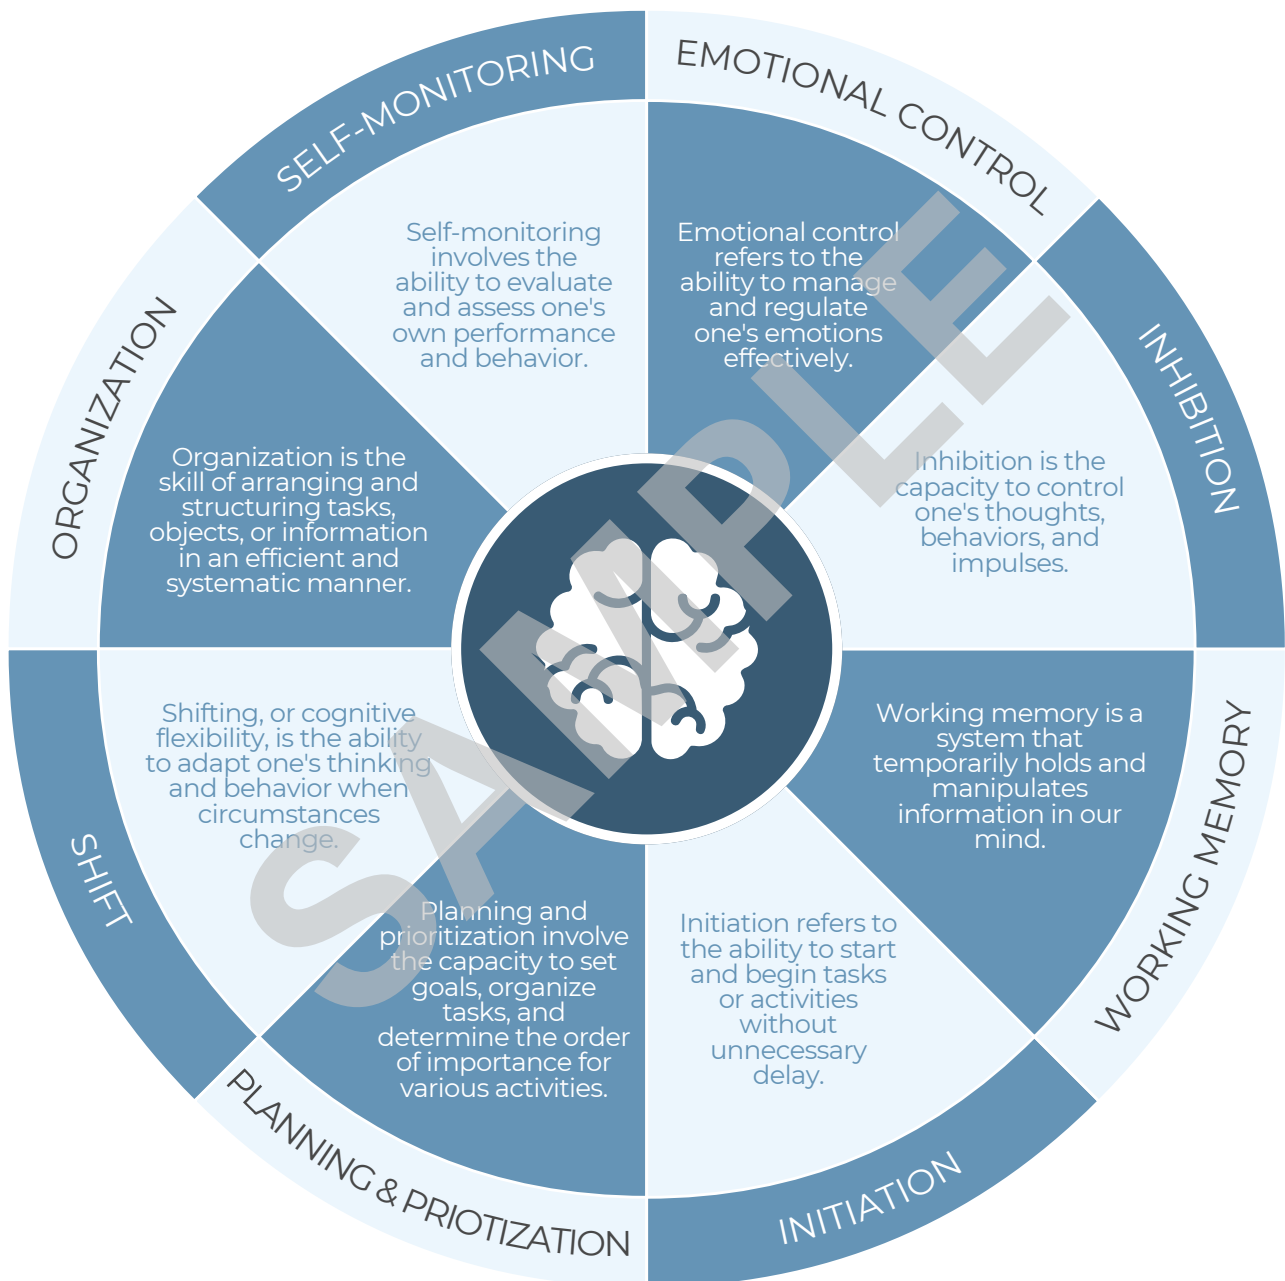 SELF-MONITORING
Self-monitoring
involves the
ability to evaluate
and assess one's
own performance
and behavior.
EMOTIONAL CONTROL
Emotional control
refers to the
ability to manage
and regulate
one's emotions
effectively.
INHIBITION
Inhibition is the
capacity to control
one's thoughts,
behaviors, and
impulses.
WORKING MEMORY
Working memory is a
system that
temporarily holds and
manipulates
information in our
mind.
INITIATION
Initiation refers to
the ability to start
and begin tasks
or activities
without
unnecessary
delay.
PLANNING & PRIOTIZATION
Planning and
prioritization involve
the capacity to set
goals, organize
tasks, and
determine the order
of importance for
various activities.
SHIFT
Shifting, or cognitive
flexibility, is the ability
to adapt one's thinking
and behavior when
circumstances
change.
ORGANIZATION
Organization is the
skill of arranging and
structuring tasks,
objects, or information
in an efficient and
systematic manner.
SAMPLE